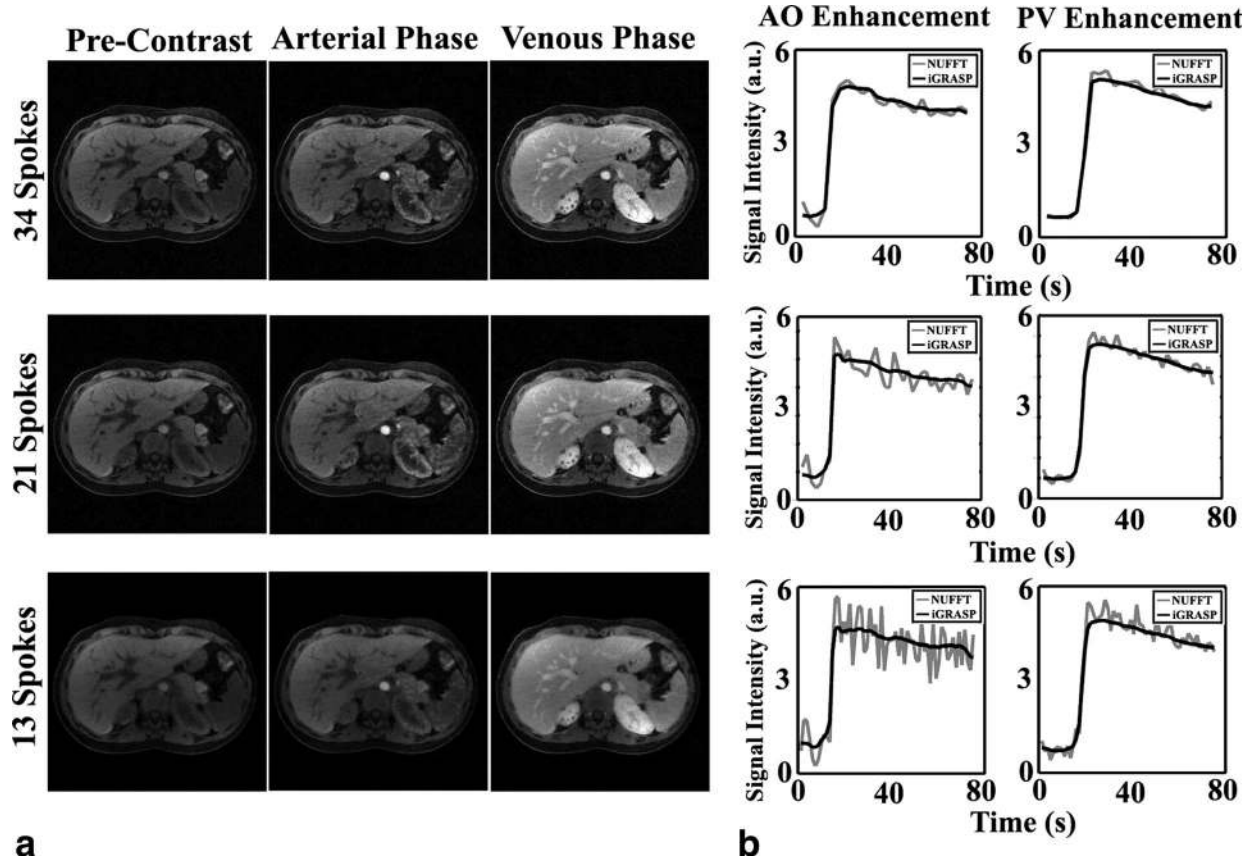 Pre-Contrast Arterial Phase Venous Phase
34 Spokes
21 Spokes
13 Spokes
a
AO Enhancement PV Enhancement
Signal Intensity (a.u.)
6
3
0
NUFFT
iGRASP
0 40 80
6
3
0
NUFFT
iGRASP
0 40 80
Time (s)
Signal Intensity (a.u.)
6
3
0
NUFFT
iGRASP
0 40 80
6
3
0
NUFFT
iGRASP
0 40 80
Time (s)
Signal Intensity (a.u.)
6
3
0
NUFFT
iGRASP
0 40 80
6
3
0
NUFFT
iGRASP
0 40 80
Time (s)
b